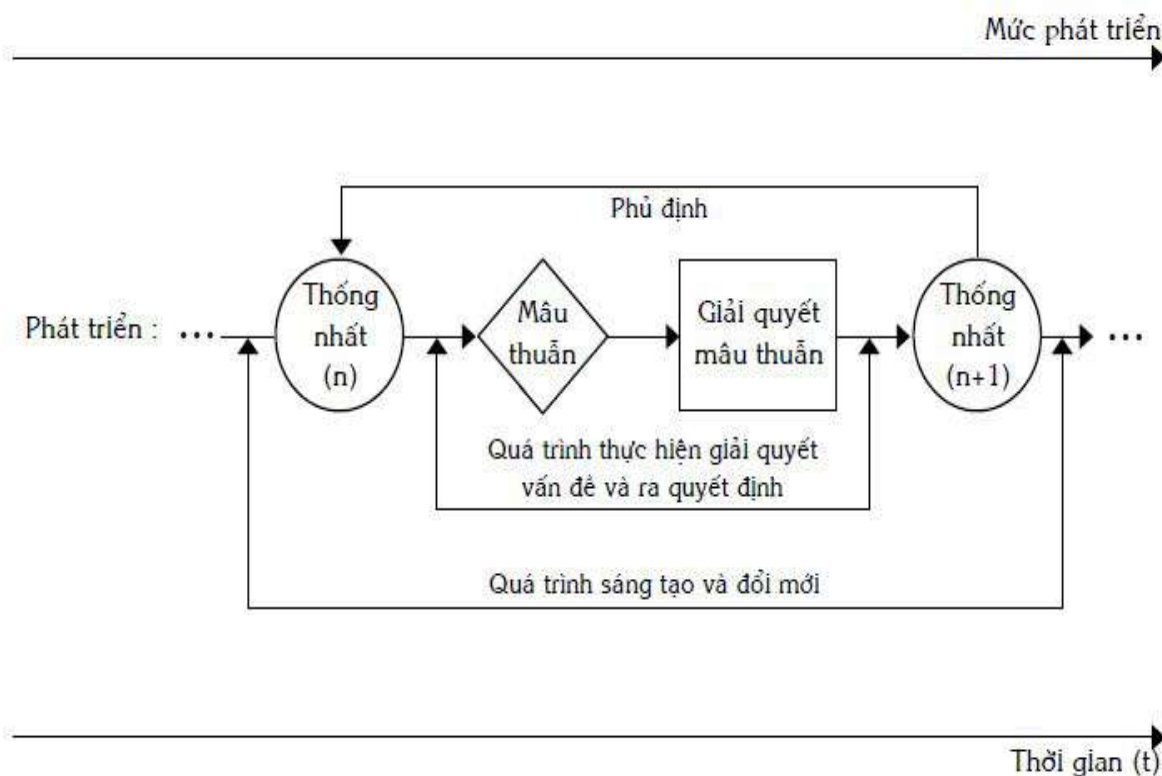 Mức phát triển
Phủ định
Phát triển : ...
Thống
nhất
(n)
Mâu
thuẫn
Giải quyết
mâu thuẫn
Thống
nhất
(n+1)
...
Quá trình thực hiện giải quyết
vấn đề và ra quyết định
Quá trình sáng tạo và đổi mới
Thời gian (t)